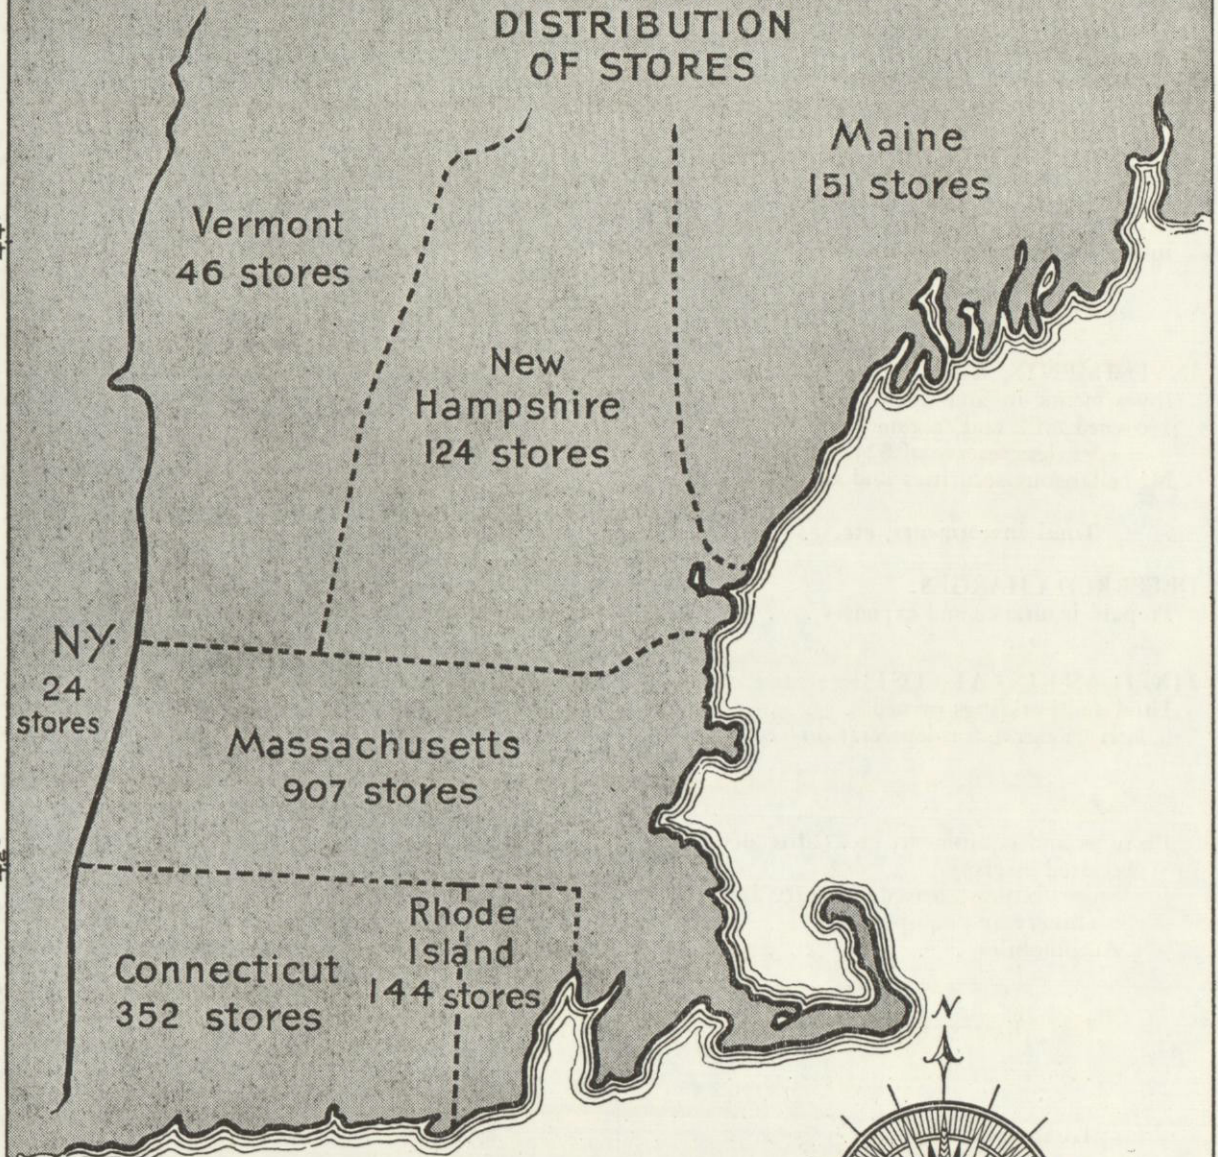 DISTRIBUTION
OF STORES
Maine
151 stores
Vermont
46 stores
New
Hampshire
124 stores
N.Y.
24
stores
Massachusetts
907 stores
Rhode
Island
144 stores
Connecticut
352 stores
N